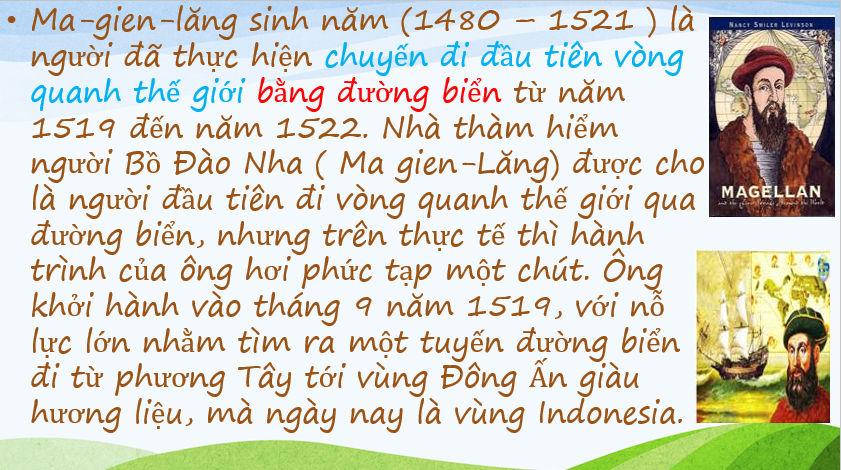 • Ma-gien-lăng sinh năm (1480 – 1521 ) là
người đã thực hiện chuyến đi đầu tiên vòng
quanh thế giới bằng đường biển từ năm
1519 đến năm 1522. Nhà thàm hiểm
người Bồ Đào Nha ( Ma gien-Lăng) được cho
là người đầu tiên đi vòng quanh thế giới qua
đường biển, nhưng trên thực tế thì hành
trình của ông hơi phức tạp một chút. Ông
khởi hành vào tháng 9 năm 1519, với nỗ
lực lớn nhằm tìm ra một tuyến đường biển
đi từ phương Tây tới vùng Đông Ấn giàu
hương liệu, mà ngày nay là vùng Indonesia.
NANCY SMILER LEVINSON
MAGELLAN
and the First Voyage Around the World